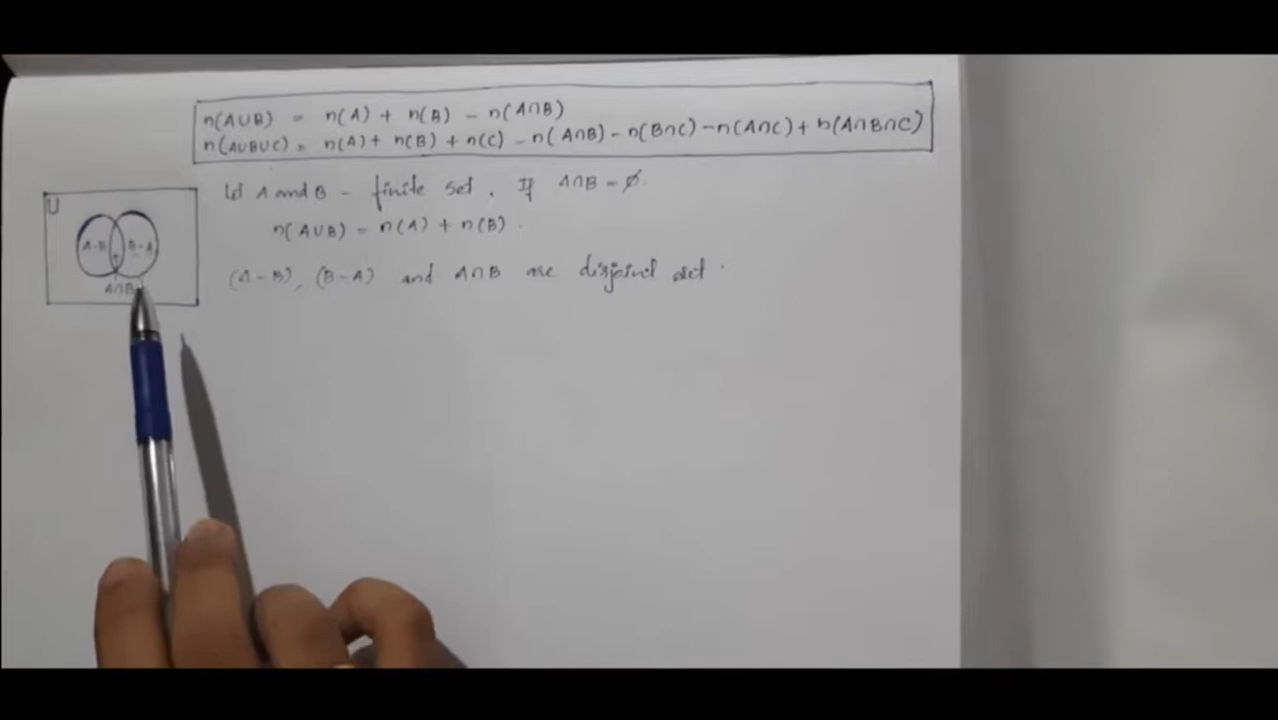 n(A∪B) = n(A) + n(B) - n(A∩B)
n(A∪B∪C) = n(A) + n(B) + n(C) - n(A∩B) - n(B∩C) - n(A∩C) + n(A∩B∩C)
Let A and B - finite set. If A∩B = ∅.
n(A∪B) = n(A) + n(B).
(A-B), (B-A) and A∩B are disjoint set.
U
A-B B-A
A∩B